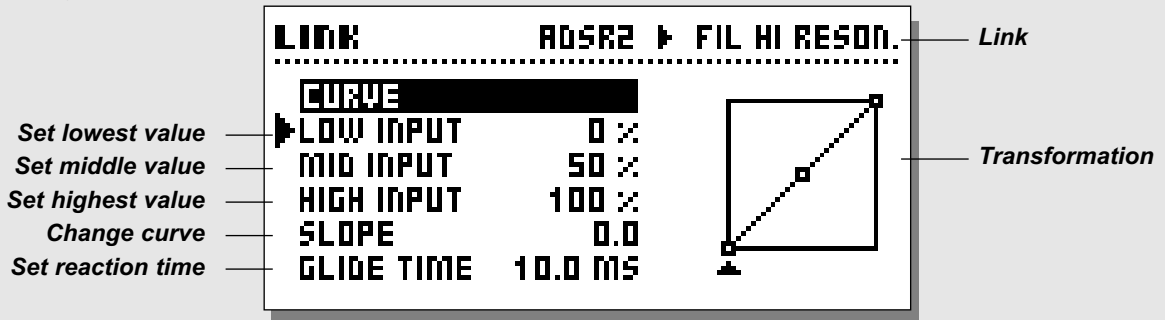 LINK ADSR2 ▶ FIL HI RESON. Link
CURVE
Set lowest value ▶LOW INPUT 0 %
Set middle value MID INPUT 50 % Transformation
Set highest value HIGH INPUT 100 %
Change curve SLOPE 0.0
Set reaction time GLIDE TIME 10.0 MS